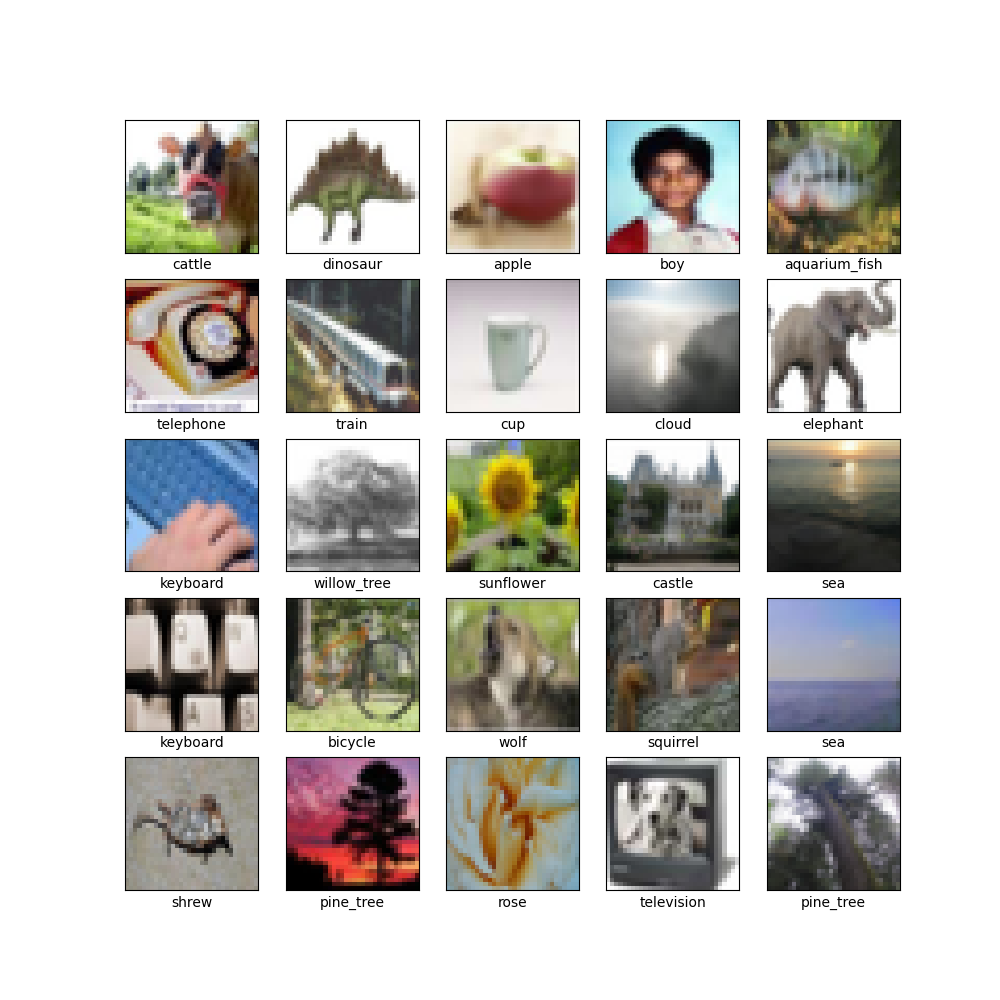 cattle dinosaur apple boy aquarium_fish
telephone train cup cloud elephant
keyboard willow_tree sunflower castle sea
keyboard bicycle wolf squirrel sea
A S
shrew pine_tree rose television pine_tree